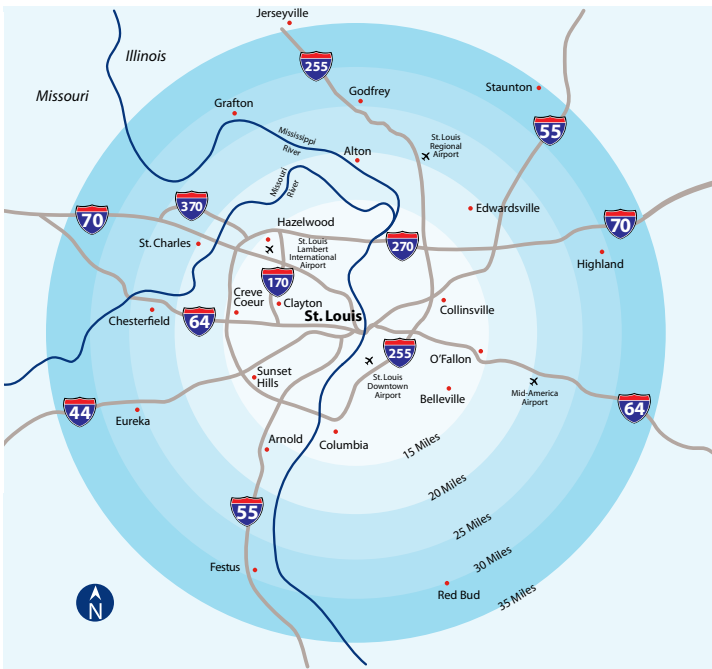 Jerseyville
Illinois
255
Staunton
Missouri
Godfrey
Grafton
55
Mississippi
River
St. Louis
Regional
Airport
Alton
Missouri
River
370
Edwardsville
70
70
Hazelwood
St. Charles
St. Louis
Lambert
International
Airport
270
Highland
170
Creve
Coeur
Clayton
Collinsville
St. Louis
Chesterfield
64
O'Fallon
255
Sunset
Hills
St. Louis
Downtown
Airport
Mid-America
Airport
Belleville
44
64
Eureka
Arnold
Columbia
15 Miles
20 Miles
55
25 Miles
30 Miles
Festus
Red Bud
35 Miles
N